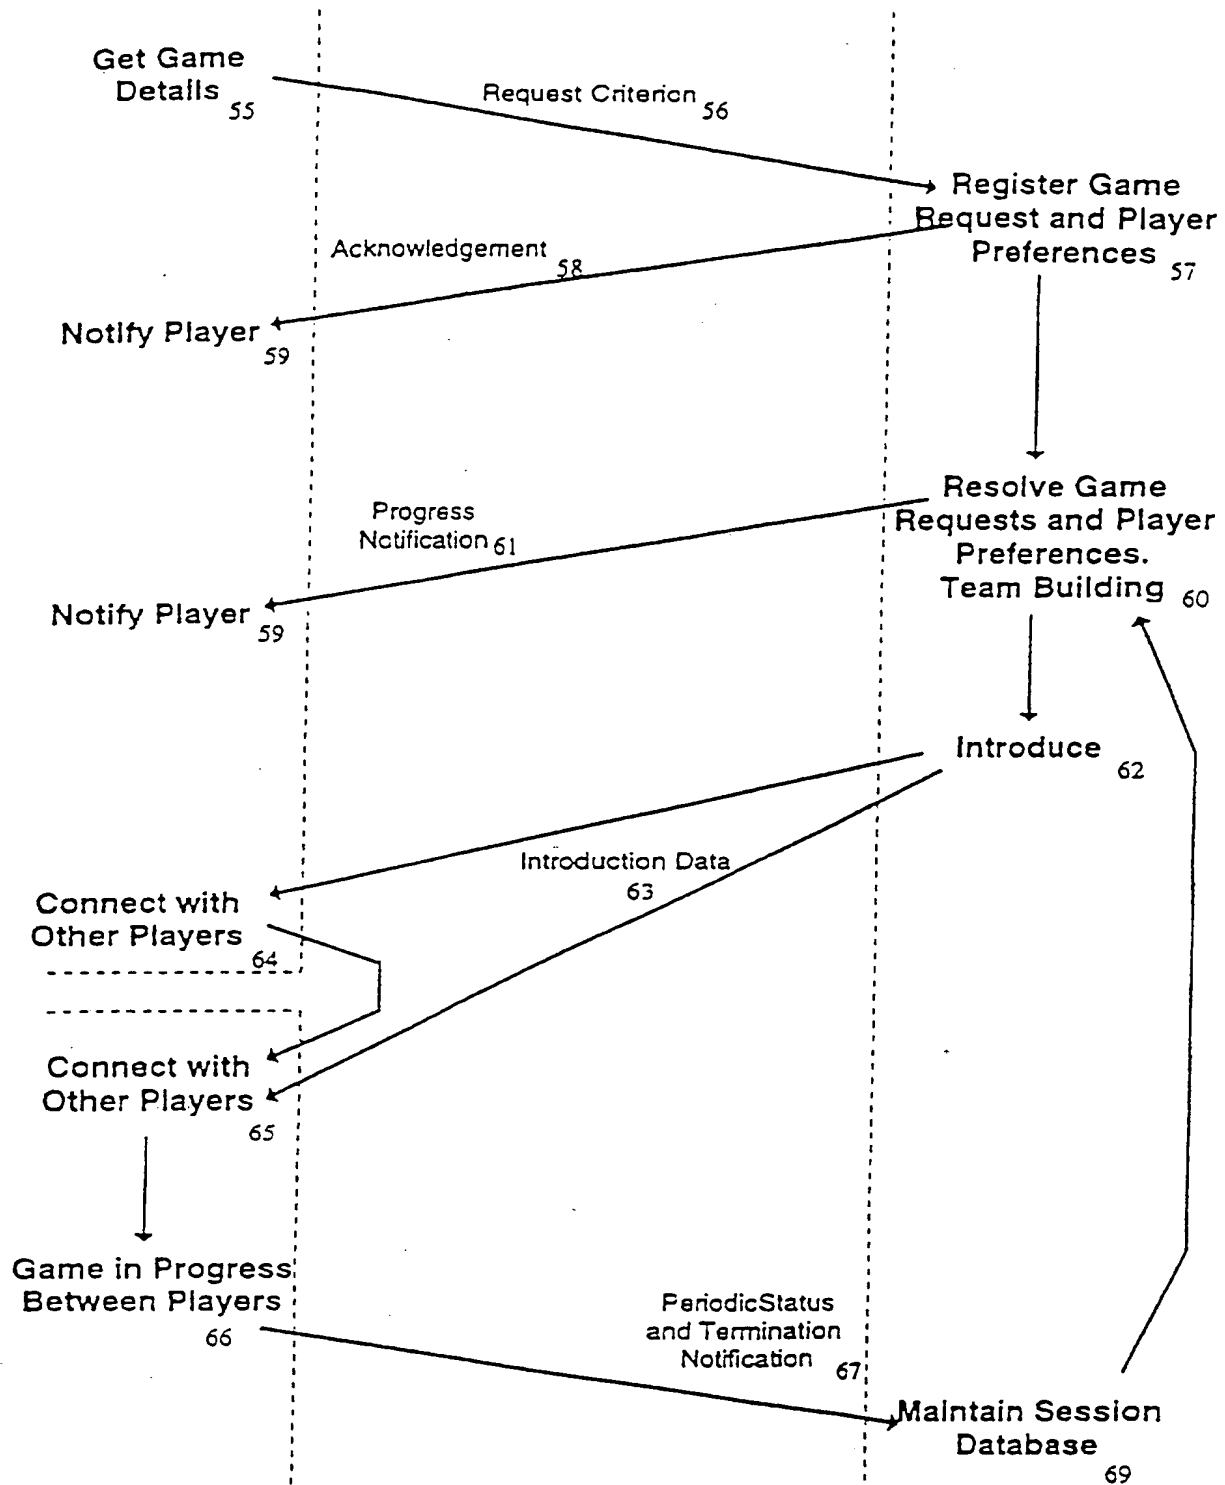 Get Game
Details 55
Request Criterion 56
Register Game
Request and Player
Preferences 57
Acknowledgement
58
Notify Player
59
Progress
Notification 61
Resolve Game
Requests and Player
Preferences.
Team Building 60
Notify Player
59
Introduce
62
Introduction Data
63
Connect with
Other Players
64
Connect with
Other Players
65
Game in Progress
Between Players
66
PeriodicStatus
and Termination
Notification 67
Maintain Session
Database
69